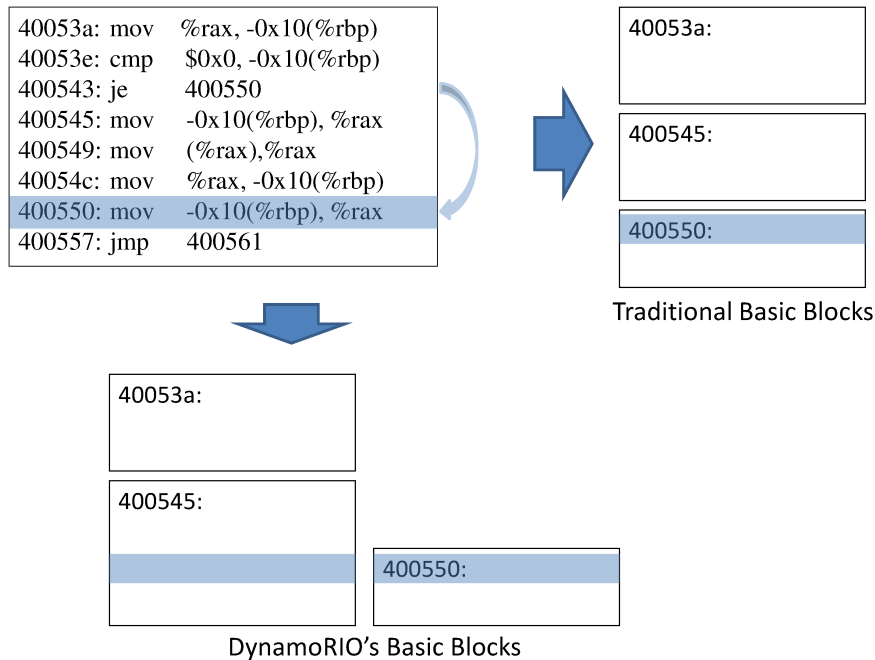 40053a: mov %rax, -0x10(%rbp)
40053e: cmp $0x0, -0x10(%rbp)
400543: je 400550
400545: mov -0x10(%rbp), %rax
400549: mov (%rax),%rax
40054c: mov %rax, -0x10(%rbp)
400550: mov -0x10(%rbp), %rax
400557: jmp 400561
40053a:
400545:
400550:
Traditional Basic Blocks
40053a:
400545:
400550:
DynamoRIO's Basic Blocks